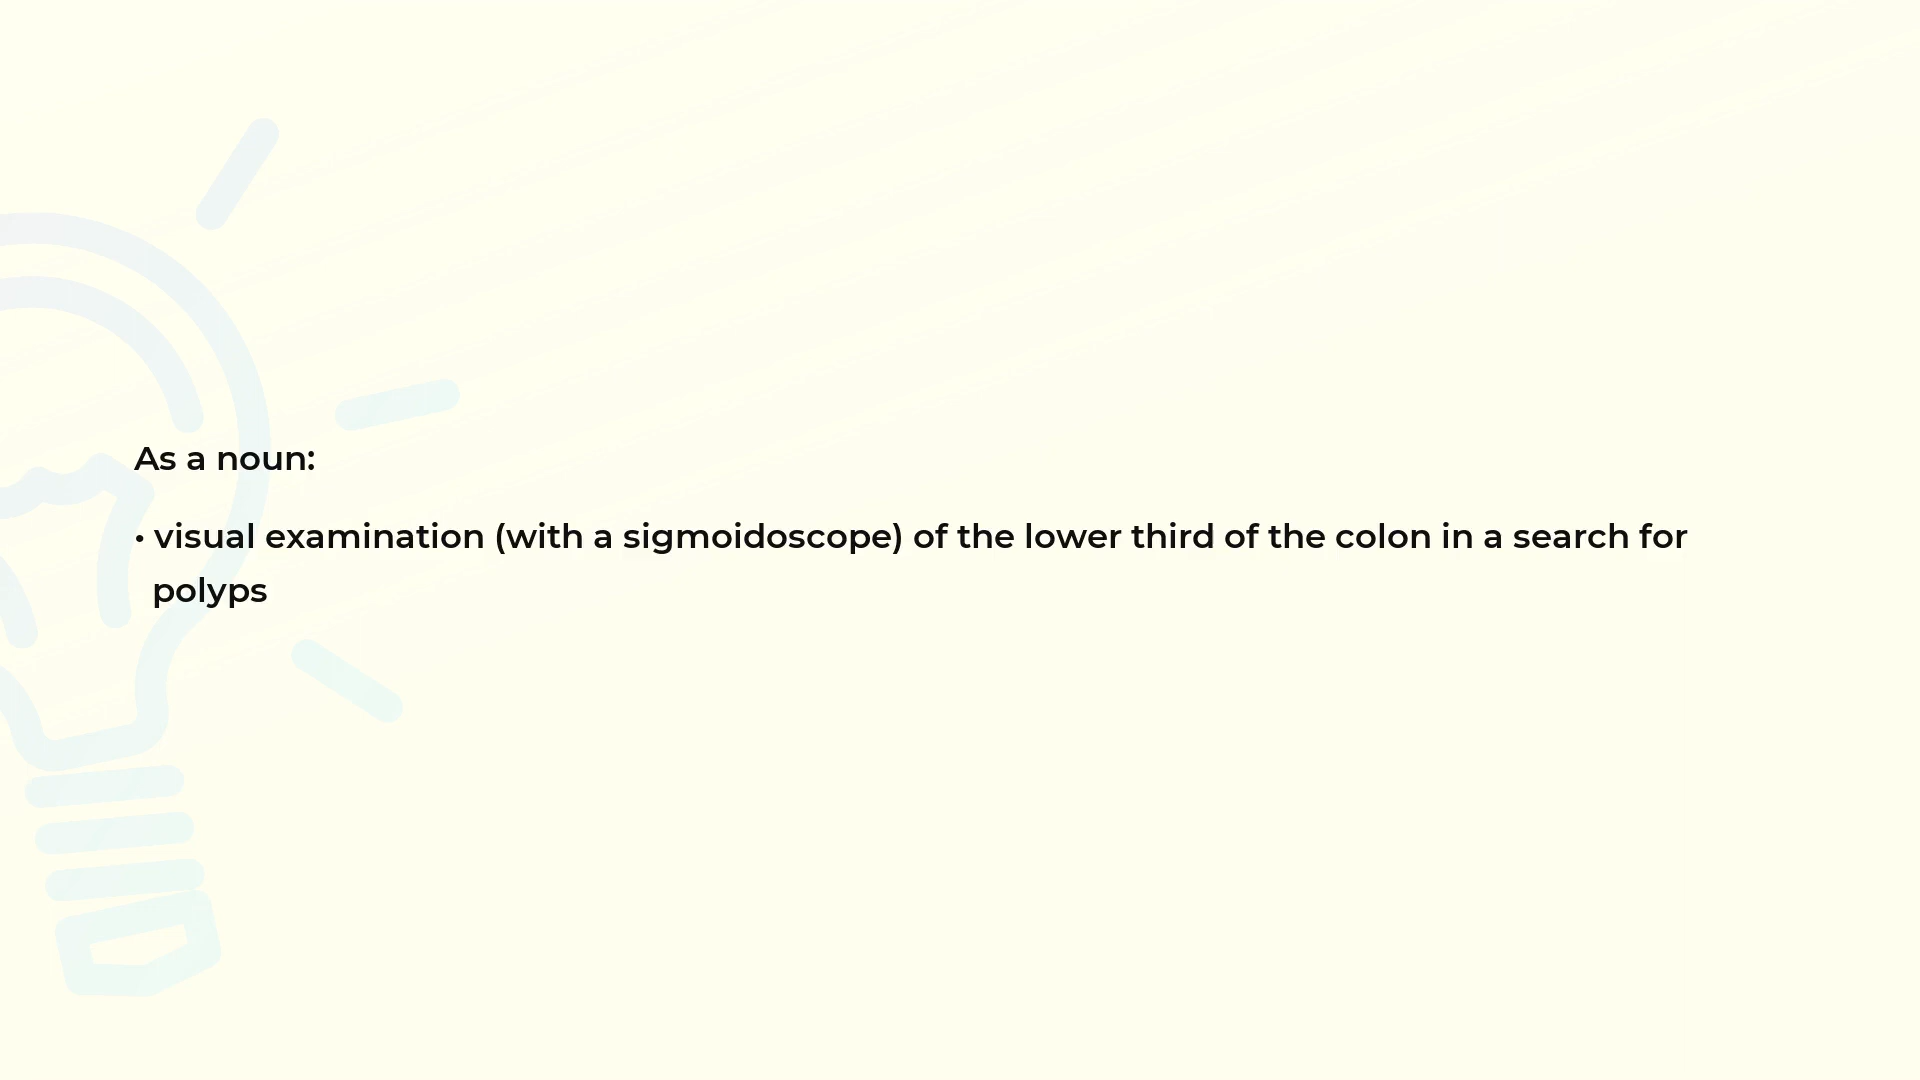 As a noun:
• visual examination (with a sigmoidoscope) of the lower third of the colon in a search for
polyps